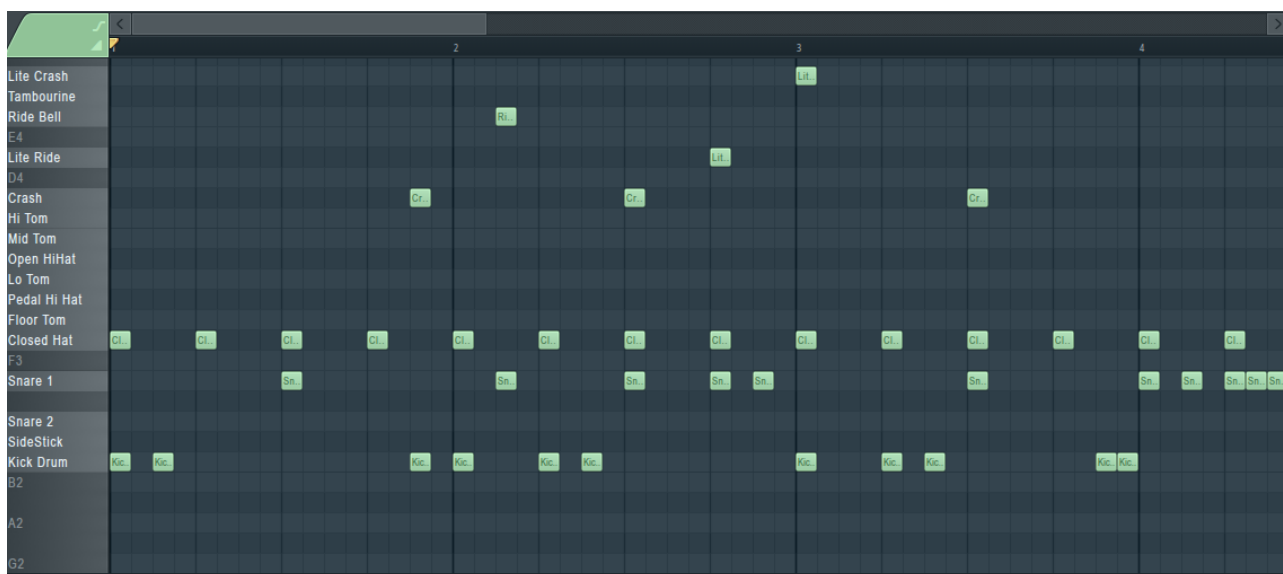 2 3 4
Lite Crash Lit..
Tambourine
Ride Bell Ri..
E4
Lite Ride Lit..
D4
Crash Cr.. Cr.. Cr..
Hi Tom
Mid Tom
Open HiHat
Lo Tom
Pedal Hi Hat
Floor Tom
Closed Hat Cl.. Cl.. Cl.. Cl.. Cl.. Cl.. Cl.. Cl.. Cl.. Cl.. Cl.. Cl.. Cl.. Cl..
F3
Snare 1 Sn.. Sn.. Sn.. Sn.. Sn.. Sn.. Sn.. Sn.. Sn.. Sn.. Sn.
Snare 2
SideStick
Kick Drum Kic.. Kic.. Kic.. Kic.. Kic.. Kic.. Kic.. Kic.. Kic.. Kic.. Kic..
B2
A2
G2